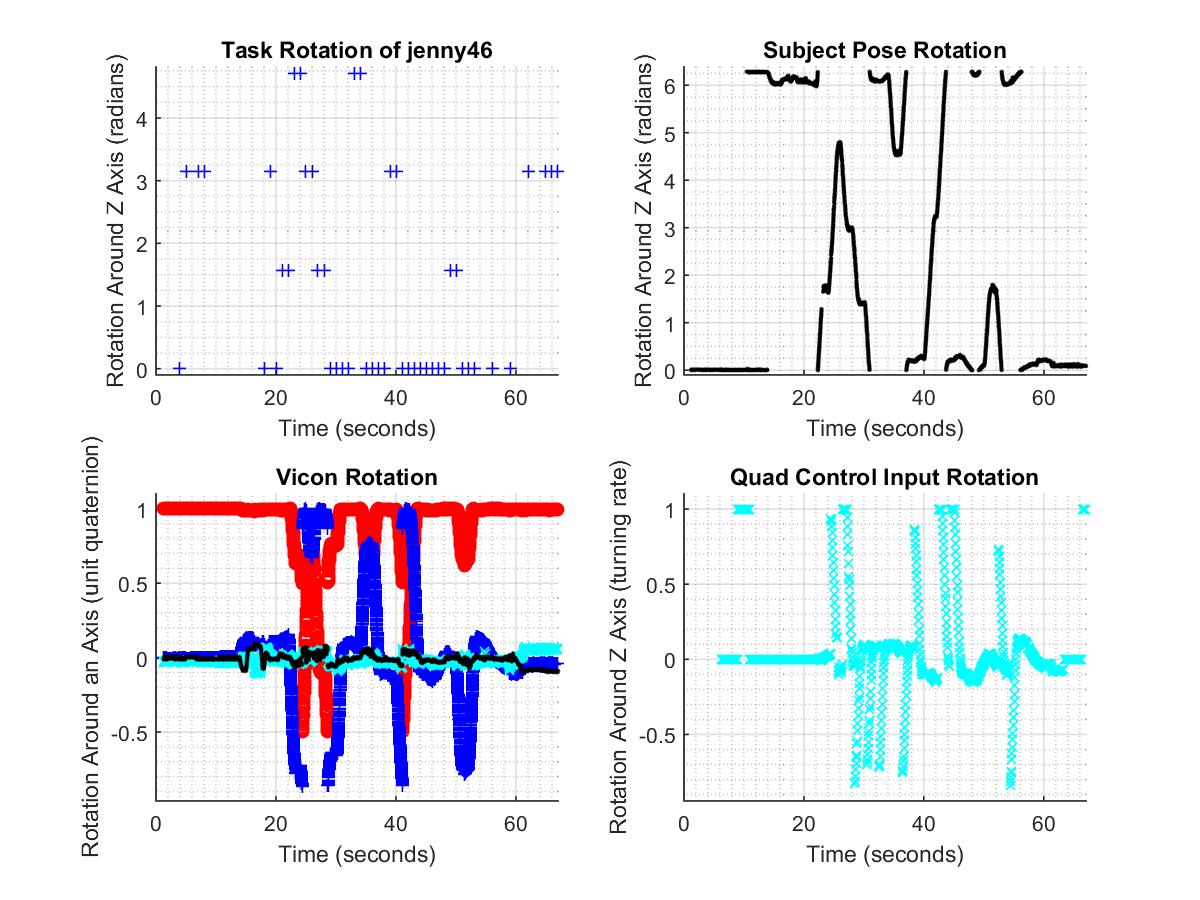 Task Rotation of jenny46
Rotation Around Z Axis (radians)
4
3
2
1
0
0 20 40 60
Time (seconds)
Subject Pose Rotation
Rotation Around Z Axis (radians)
6
5
4
3
2
1
0
0 20 40 60
Time (seconds)
Vicon Rotation
Rotation Around an Axis (unit quaternion)
1
0.5
0
-0.5
0 20 40 60
Time (seconds)
Quad Control Input Rotation
Rotation Around Z Axis (turning rate)
1
0.5
0
-0.5
0 20 40 60
Time (seconds)